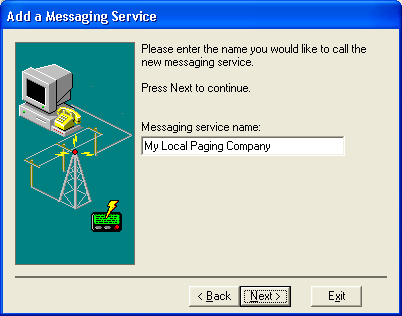 Add a Messaging Service
Please enter the name you would like to call the
new messaging service.
Press Next to continue.
Messaging service name:
My Local Paging Company
< Back
Next >
Exit